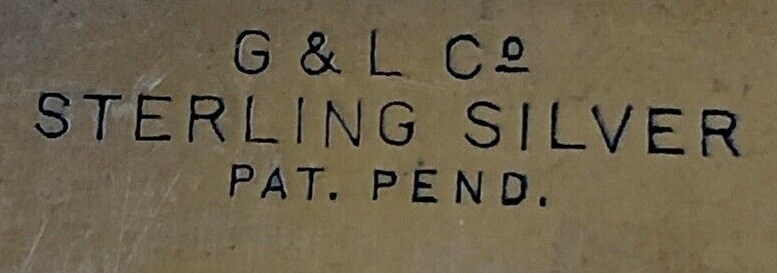 G & L Cº
STERLING SILVER
PAT. PEND.